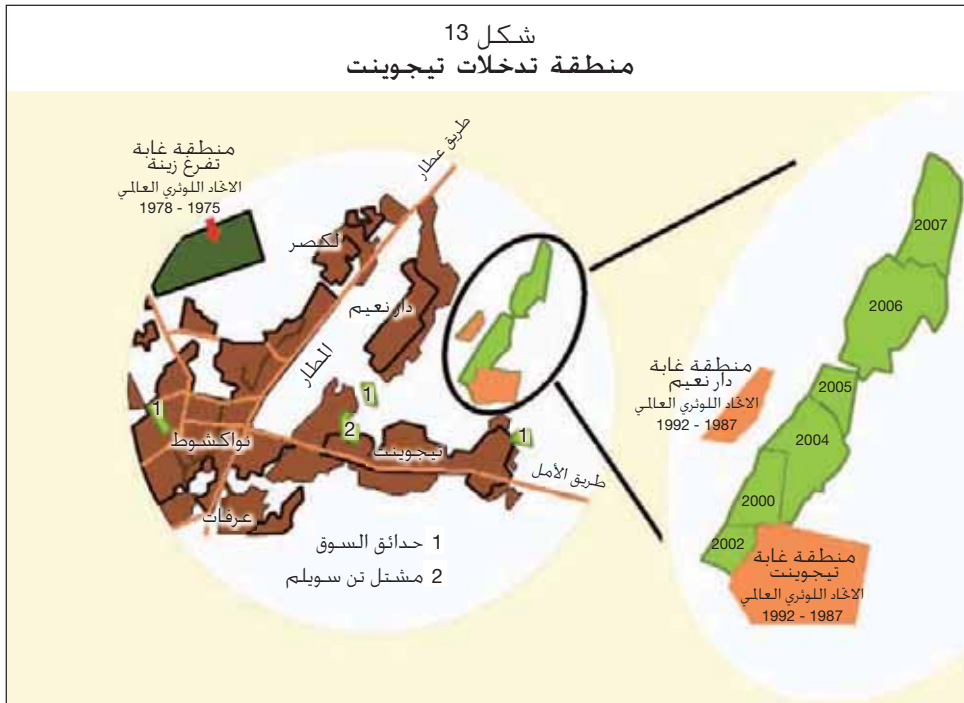 شكل 13
منطقة تدخلات تيجوينت
منطقة غابة
تفرغ زينة
الاتحاد اللوثري العالمي
1975 - 1978
طريق عطار
لكصر
دار نعيم
المطار
1
2
1
1
نواكشوط
تيجوينت
طريق الأمل
عرفات
1 حدائق السوق
2 مشتل تن سويلم
2007
2006
2005
2004
2000
2002
منطقة غابة
دار نعيم
الاتحاد اللوثري العالمي
1987 - 1992
منطقة غابة
تيجوينت
الاتحاد اللوثري العالمي
1987 - 1992